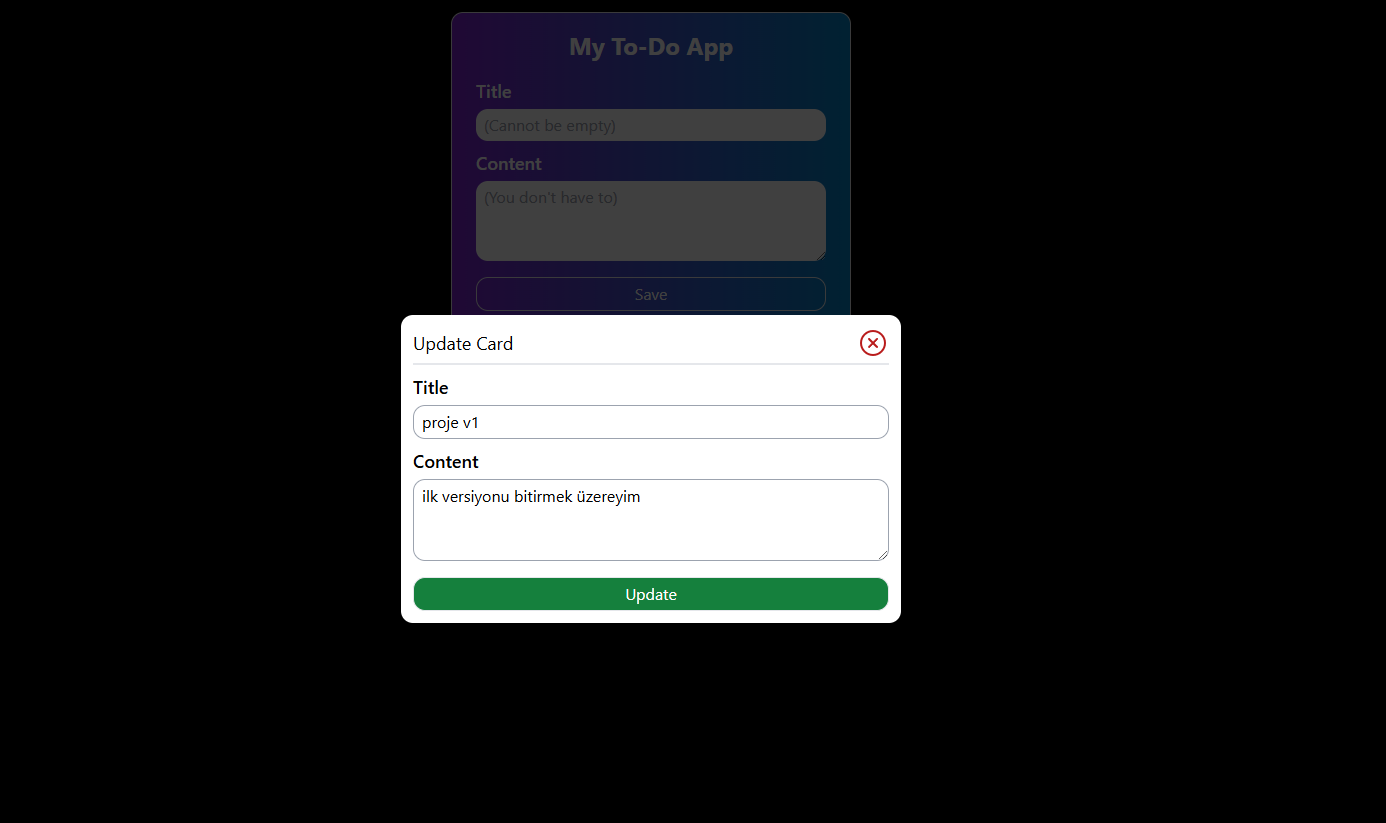 My To-Do App
Title
(Cannot be empty)
Content
(You don't have to)
Save
Update Card
Title
proje v1
Content
ilk versiyonu bitirmek üzereyim
Update